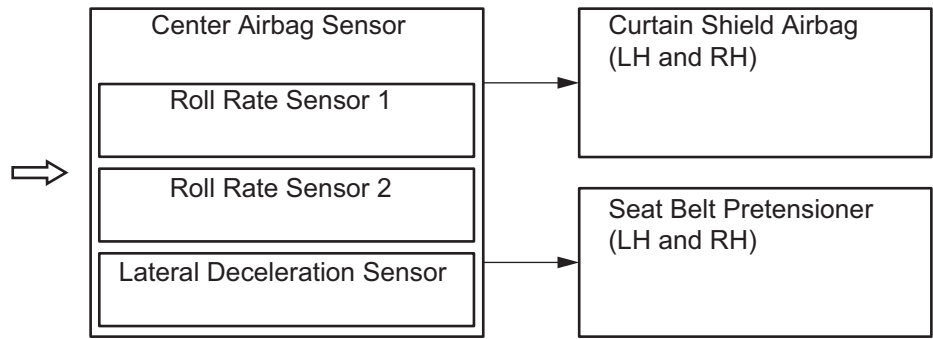 Center Airbag Sensor
Roll Rate Sensor 1
Roll Rate Sensor 2
Lateral Deceleration Sensor
Curtain Shield Airbag
(LH and RH)
Seat Belt Pretensioner
(LH and RH)